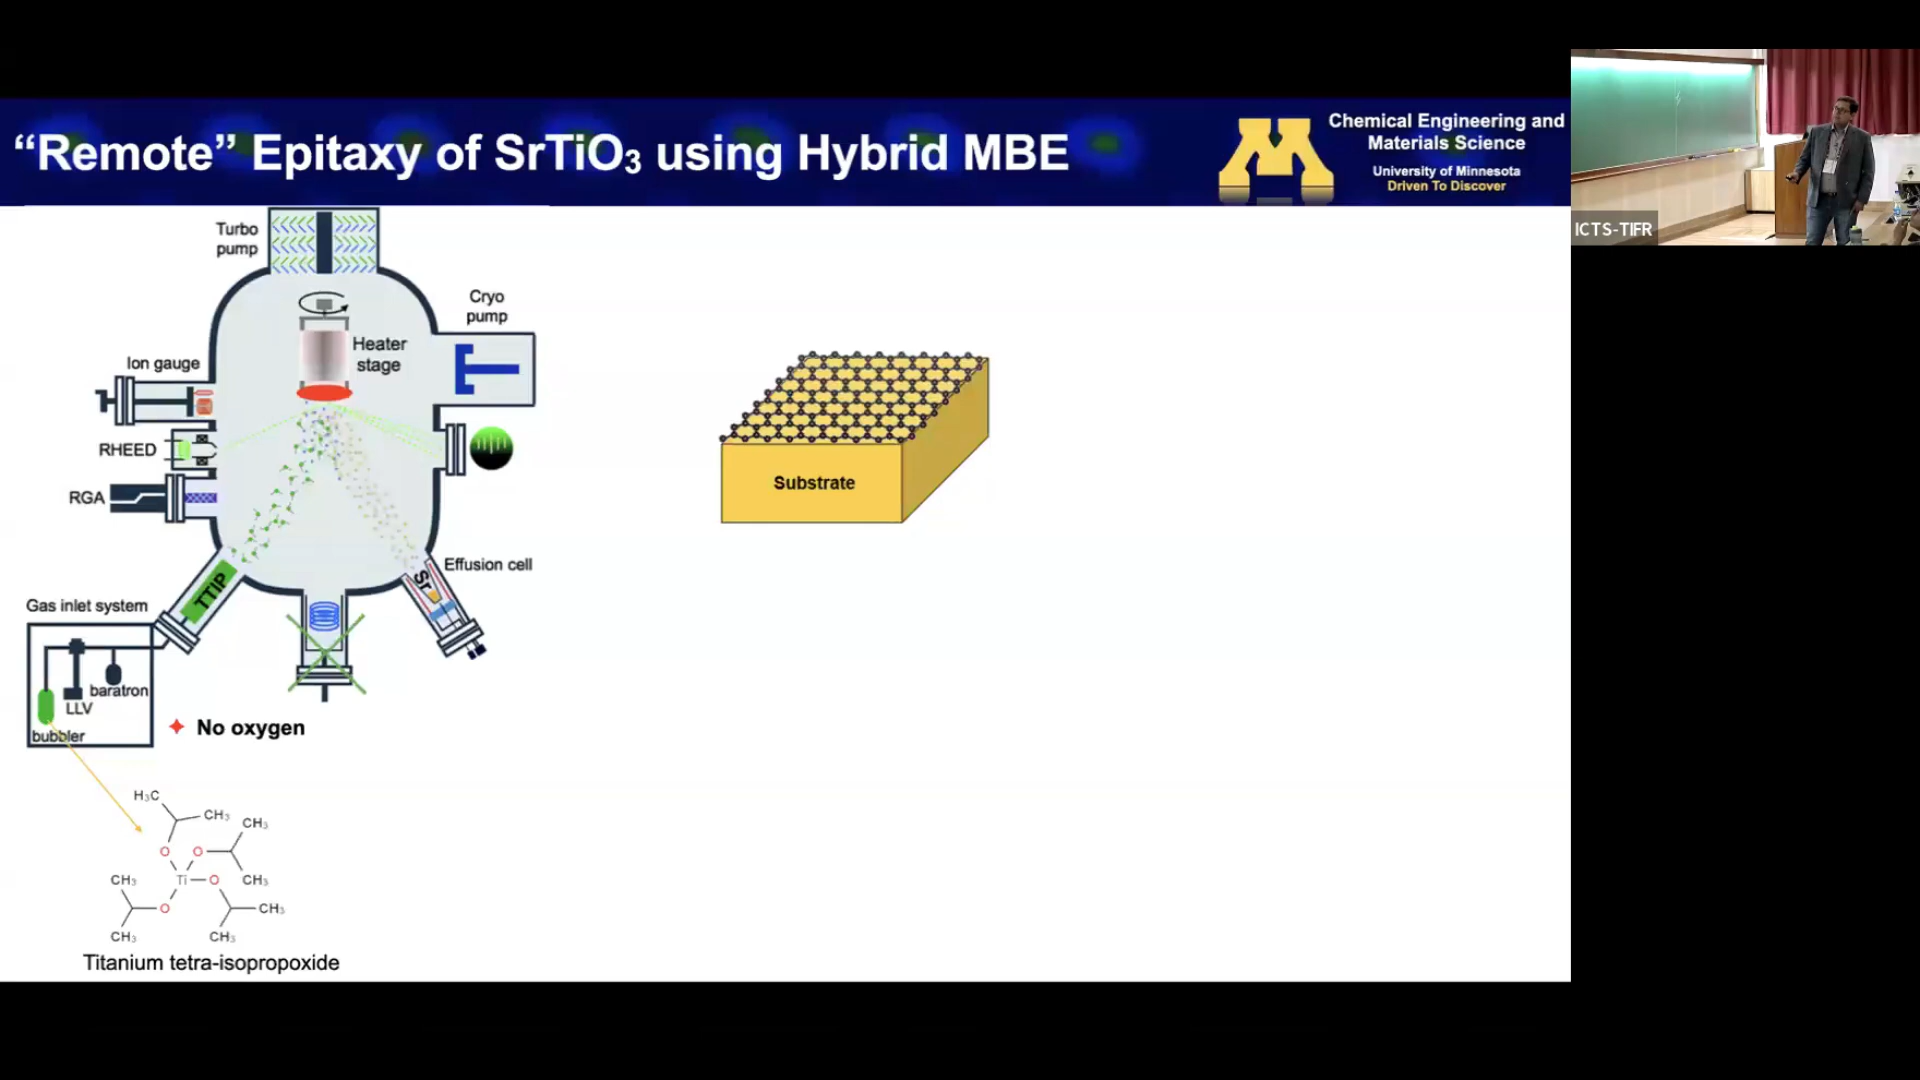 “Remote” Epitaxy of SrTiO₃ using Hybrid MBE
Chemical Engineering and
Materials Science
University of Minnesota
Driven To Discover
ICTS-TIFR
Turbo
pump
Cryo
pump
Heater
stage
Ion gauge
RHEED
RGA
Substrate
Effusion cell
Sr
TTIP
Gas inlet system
baratron
LLV
bubbler
No oxygen
H₃C
CH₃
CH₃
O
O
CH₃
Ti
O
CH₃
O
CH₃
CH₃
CH₃
Titanium tetra-isopropoxide